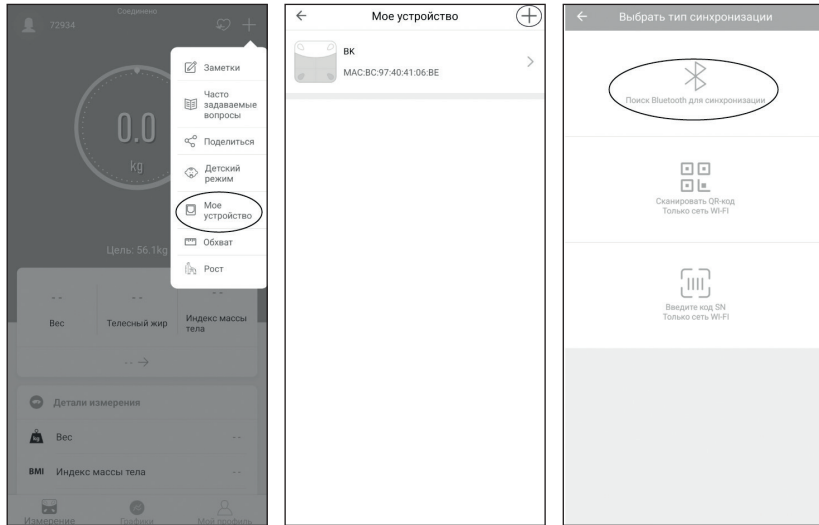 Соединено
72934
Заметки
Часто
задаваемые
вопросы
Поделиться
Детский
режим
Мое
устройство
Обхват
Рост
0.0
kg
Цель: 56.1kg
-- -- --
Вес
Телесный жир
Индекс массы
тела
--
Детали измерения
kg
Вес
--
BMI
Индекс массы тела
--
Измерение
Графики
Мой профиль
Мое устройство
BK
MAC:BC:97:40:41:06:BE
Выбрать тип синхронизации
Поиск Bluetooth для синхронизации
Сканировать QR-код
Только сеть WI-FI
Введите код SN
Только сеть WI-FI